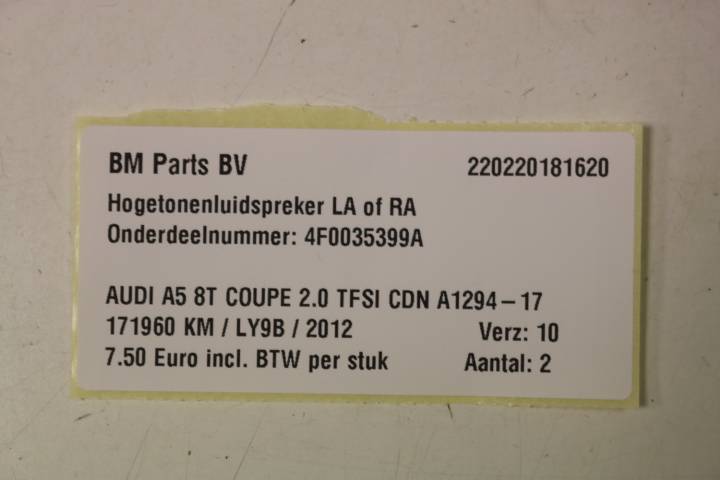 BM Parts BV 220220181620
Hogetonenluidspreker LA of RA
Onderdeelnummer: 4F0035399A
AUDI A5 8T COUPE 2.0 TFSI CDN A1294-17
171960 KM / LY9B / 2012 Verz: 10
7.50 Euro incl. BTW per stuk Aantal: 2